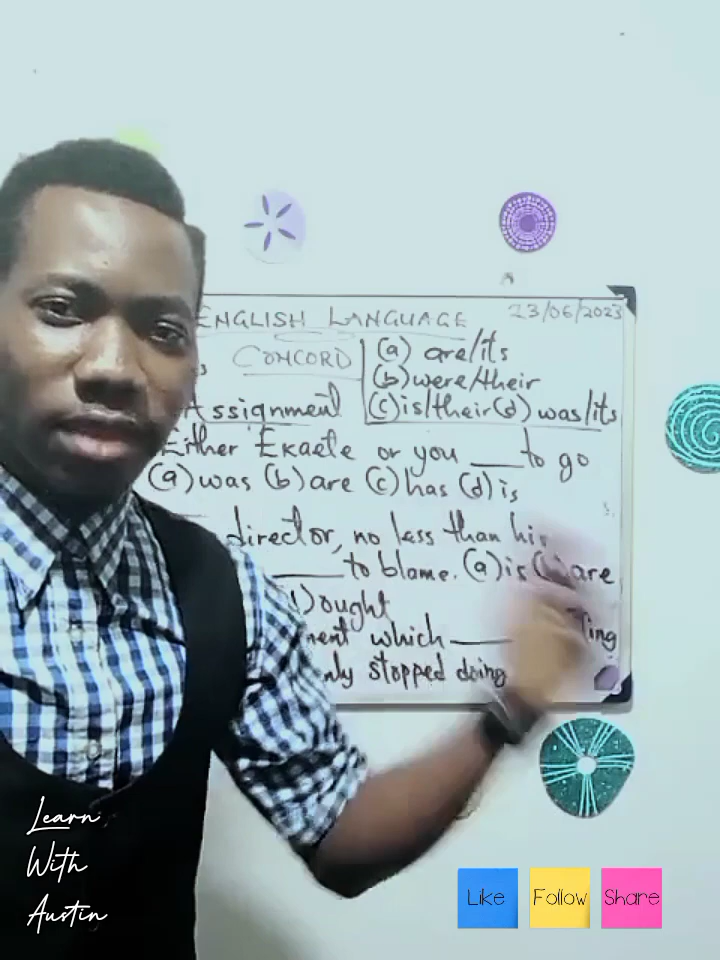 ENGLISH LANGUAGE 23/06/2023
CONCORD
(a) are/its
(b) were/their
(c) is/their (d) was/its
Assignment
Either Ekaete or you ___ to go
(a) was (b) are (c) has (d) is
director, no less than his
___ to blame. (a) is (b) are
ought
which ___
stopped doing
Learn
With
Austin
Like Follow Share